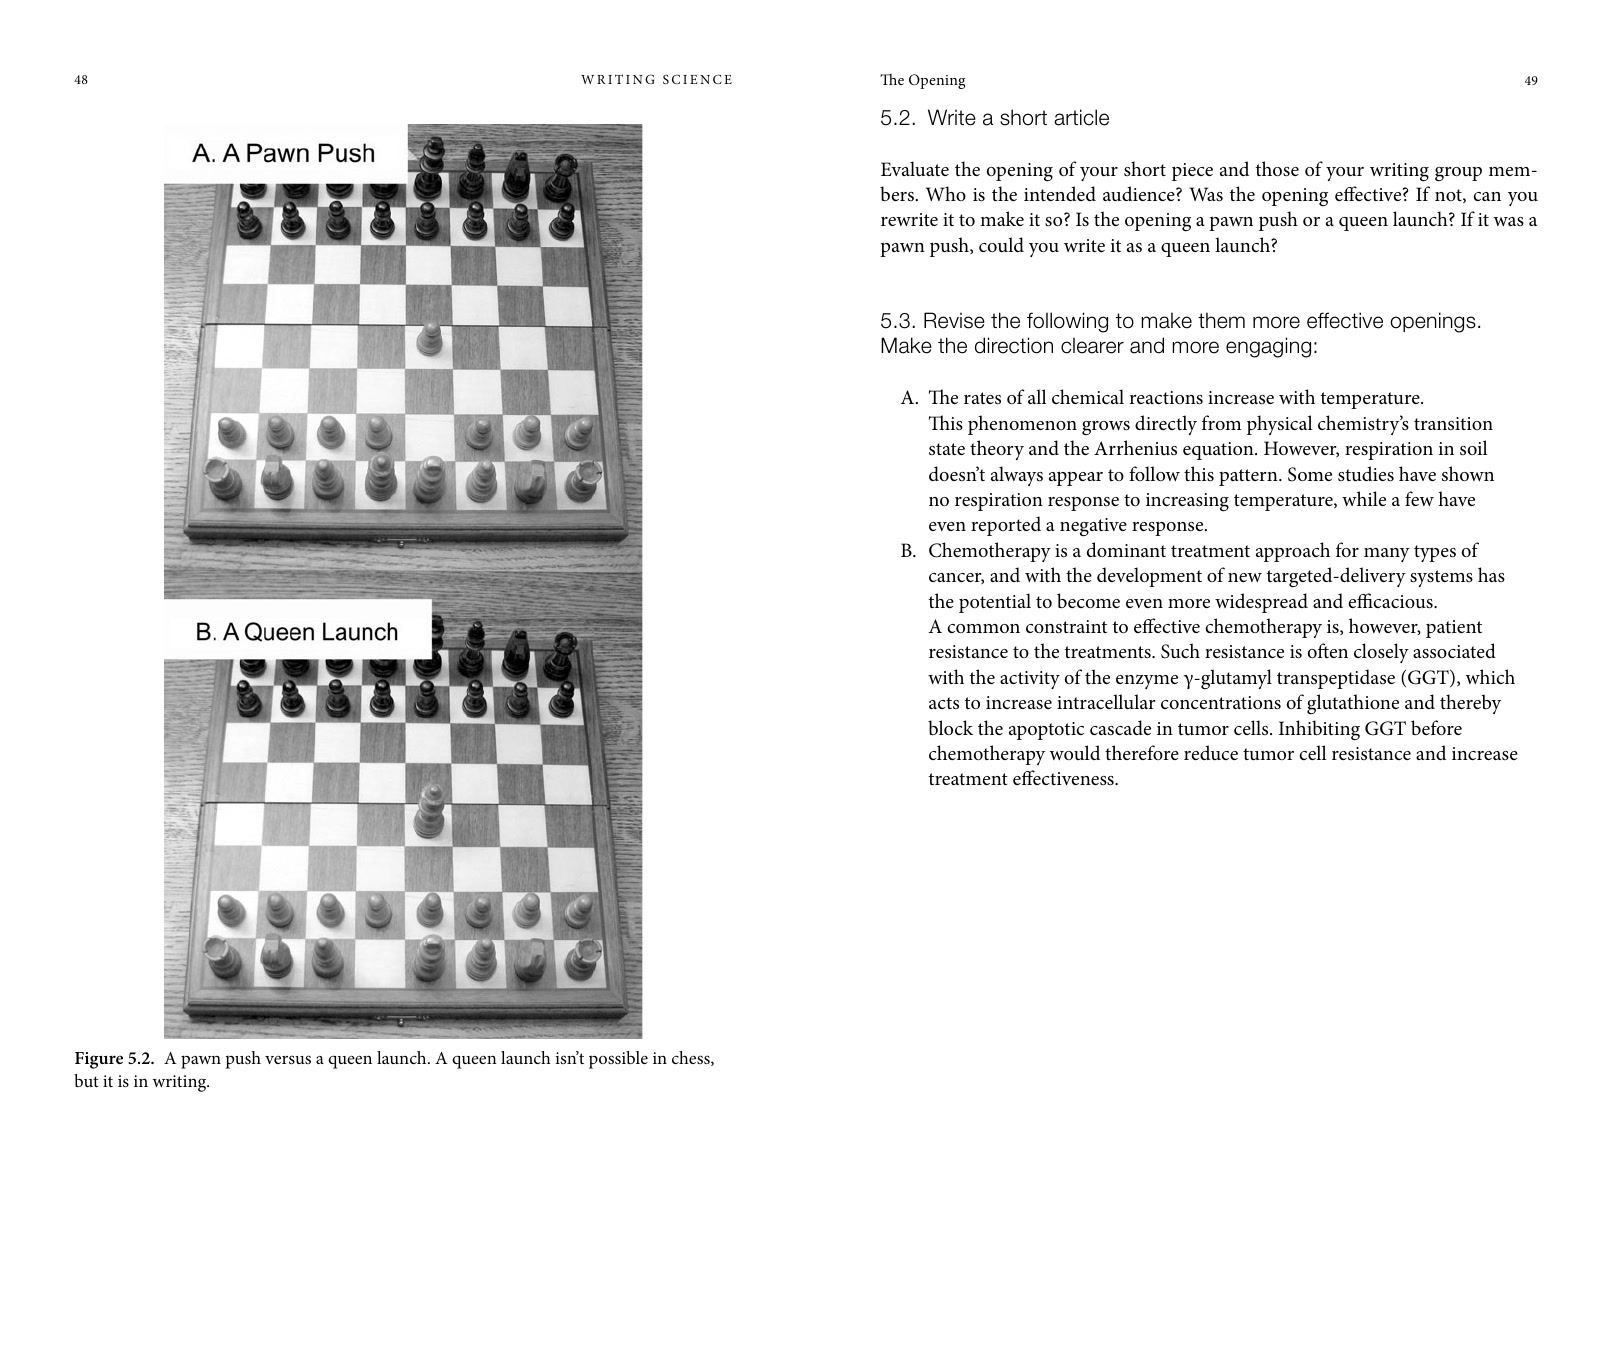 48
WRITING SCIENCE
A. A Pawn Push
B. A Queen Launch
Figure 5.2. A pawn push versus a queen launch. A queen launch isn’t possible in chess,
but it is in writing.
The Opening
49
5.2. Write a short article
Evaluate the opening of your short piece and those of your writing group mem-
bers. Who is the intended audience? Was the opening effective? If not, can you
rewrite it to make it so? Is the opening a pawn push or a queen launch? If it was a
pawn push, could you write it as a queen launch?
5.3. Revise the following to make them more effective openings.
Make the direction clearer and more engaging:
A. The rates of all chemical reactions increase with temperature.
This phenomenon grows directly from physical chemistry’s transition
state theory and the Arrhenius equation. However, respiration in soil
doesn’t always appear to follow this pattern. Some studies have shown
no respiration response to increasing temperature, while a few have
even reported a negative response.
B. Chemotherapy is a dominant treatment approach for many types of
cancer, and with the development of new targeted-delivery systems has
the potential to become even more widespread and efficacious.
A common constraint to effective chemotherapy is, however, patient
resistance to the treatments. Such resistance is often closely associated
with the activity of the enzyme γ-glutamyl transpeptidase (GGT), which
acts to increase intracellular concentrations of glutathione and thereby
block the apoptotic cascade in tumor cells. Inhibiting GGT before
chemotherapy would therefore reduce tumor cell resistance and increase
treatment effectiveness.